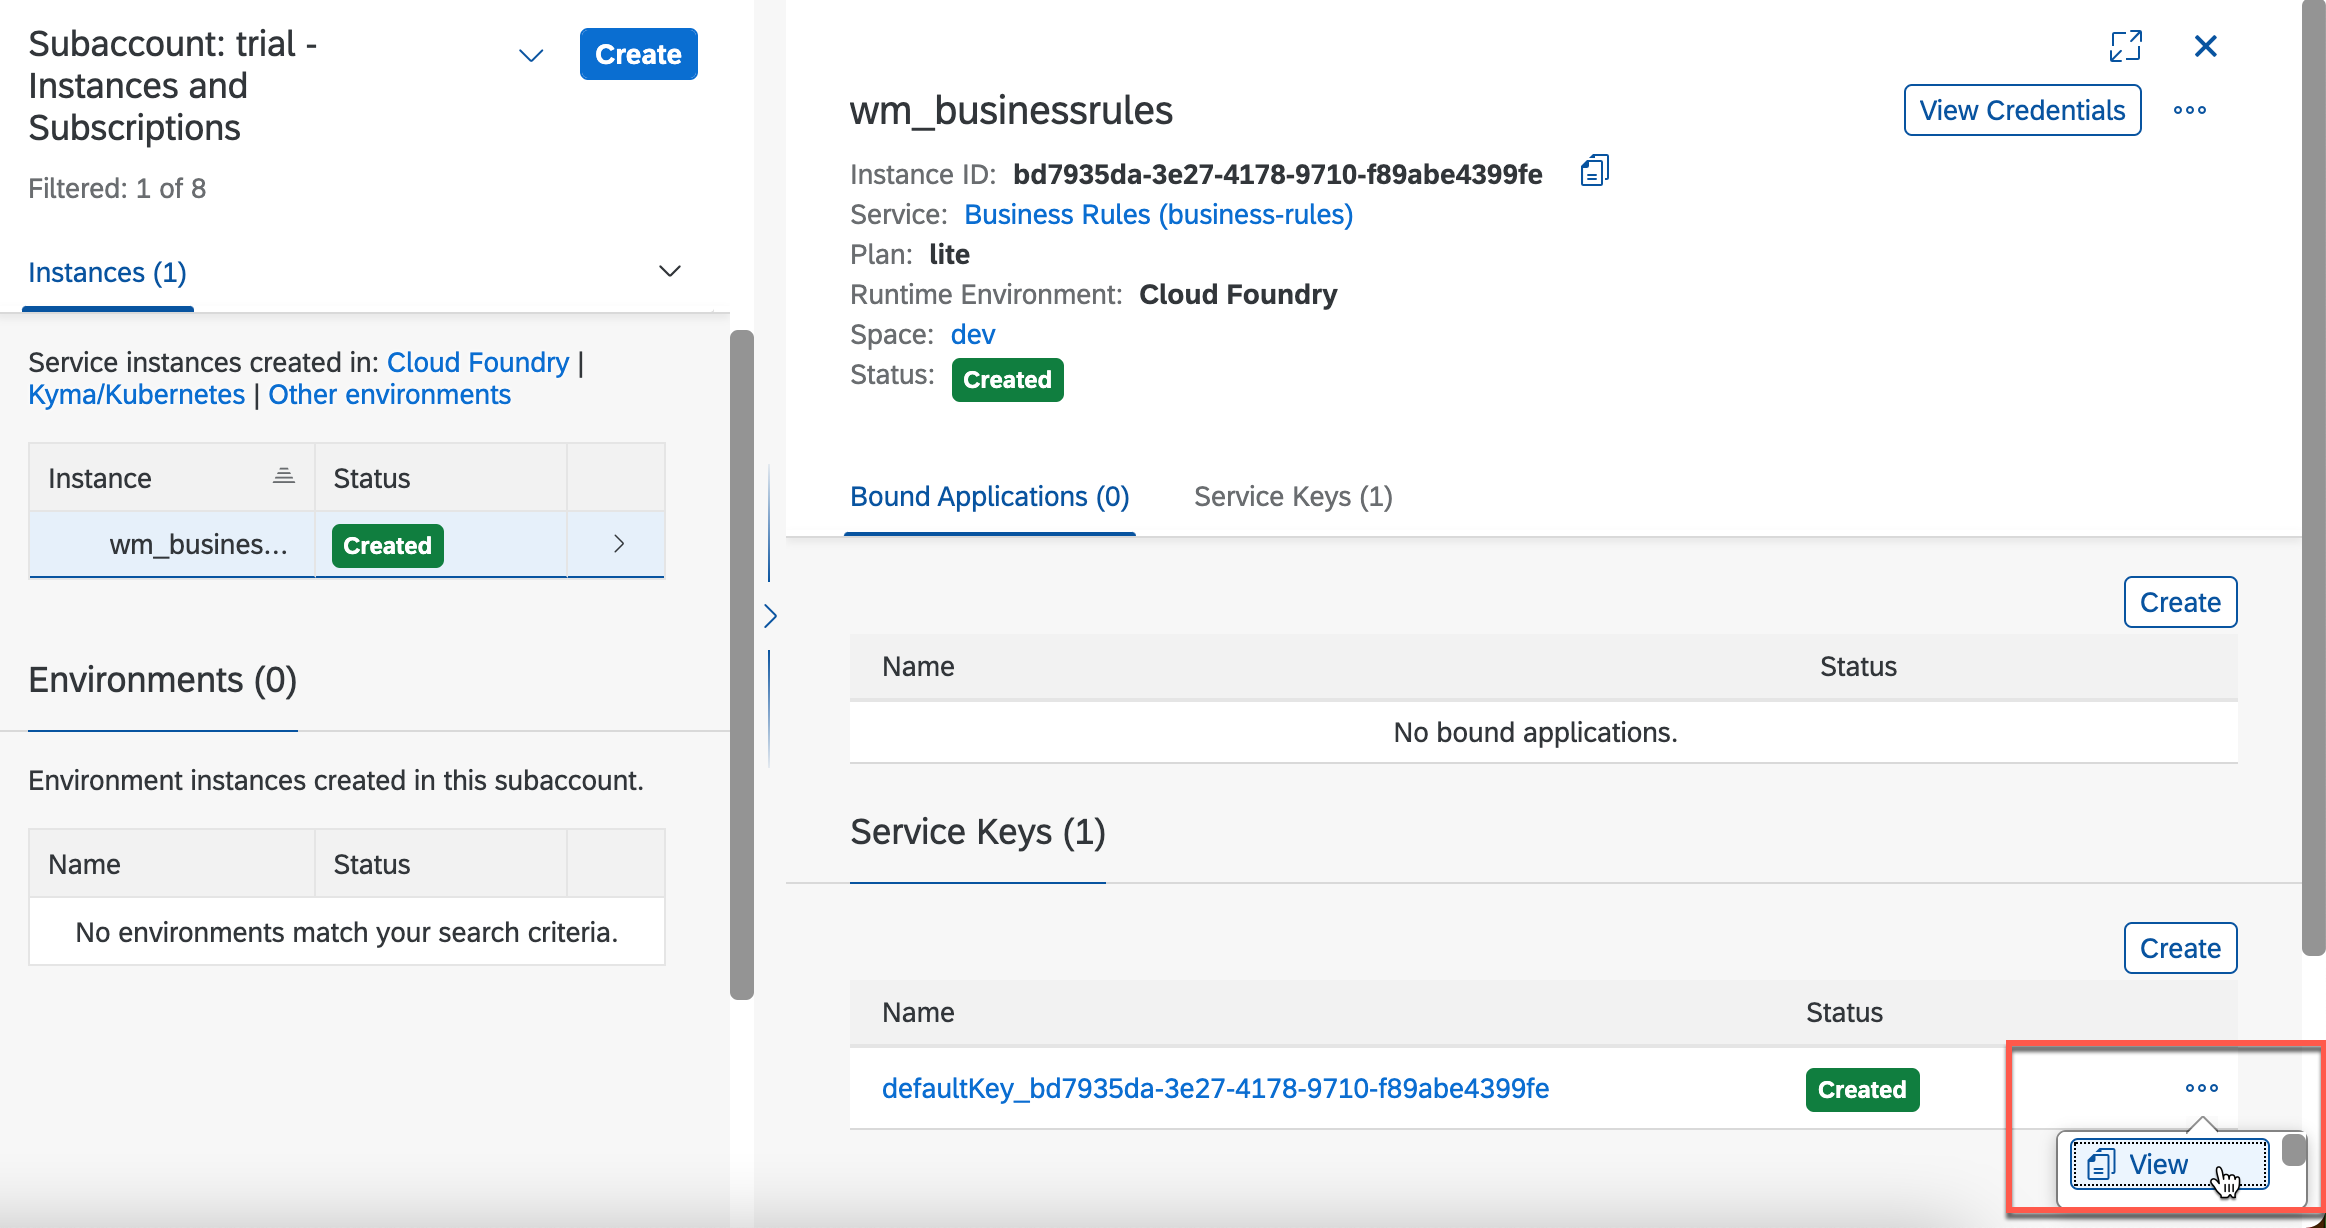 Subaccount: trial -
Instances and
Subscriptions
Create
Filtered: 1 of 8
Instances (1)
Service instances created in: Cloud Foundry |
Kyma/Kubernetes | Other environments
Instance Status
wm_busines... Created
Environments (0)
Environment instances created in this subaccount.
Name Status
No environments match your search criteria.
wm_businessrules
View Credentials
Instance ID: bd7935da-3e27-4178-9710-f89abe4399fe
Service: Business Rules (business-rules)
Plan: lite
Runtime Environment: Cloud Foundry
Space: dev
Status: Created
Bound Applications (0) Service Keys (1)
Create
Name Status
No bound applications.
Service Keys (1)
Create
Name Status
defaultKey_bd7935da-3e27-4178-9710-f89abe4399fe Created
View